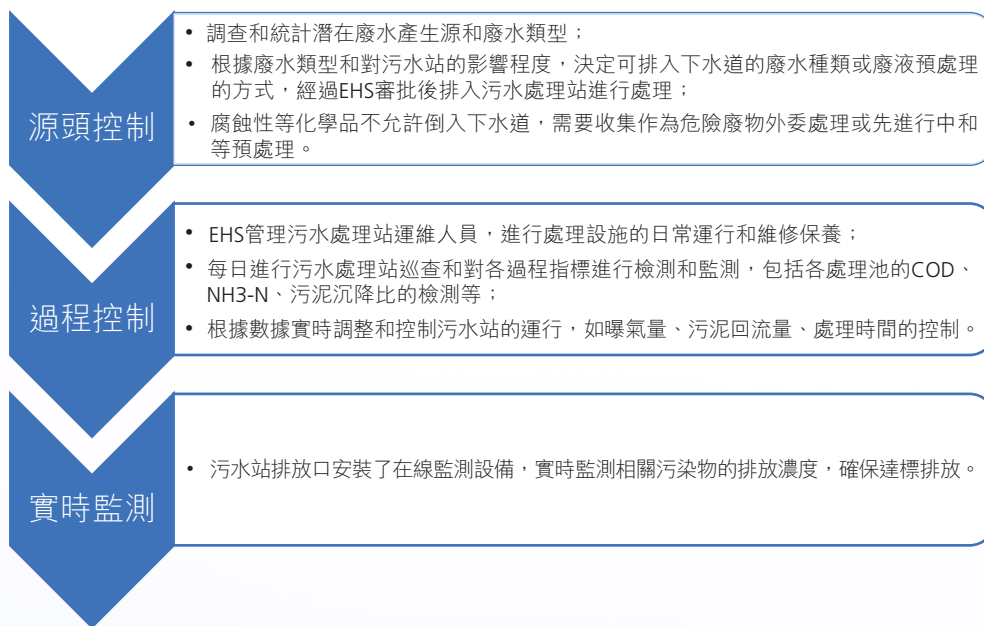 源頭控制
• 調查和統計潛在廢水產生源和廢水類型；
• 根據廢水類型和對污水站的影響程度，決定可排入下水道的廢水種類或廢液預處理
的方式，經過EHS審批後排入污水處理站進行處理；
• 腐蝕性等化學品不允許倒入下水道，需要收集作為危險廢物外委處理或先進行中和
等預處理。
過程控制
• EHS管理污水處理站運維人員，進行處理設施的日常運行和維修保養；
• 每日進行污水處理站巡查和對各過程指標進行檢測和監測，包括各處理池的COD、
NH3-N、污泥沉降比的檢測等；
• 根據數據實時調整和控制污水站的運行，如曝氣量、污泥回流量、處理時間的控制。
實時監測
• 污水站排放口安裝了在線監測設備，實時監測相關污染物的排放濃度，確保達標排放。